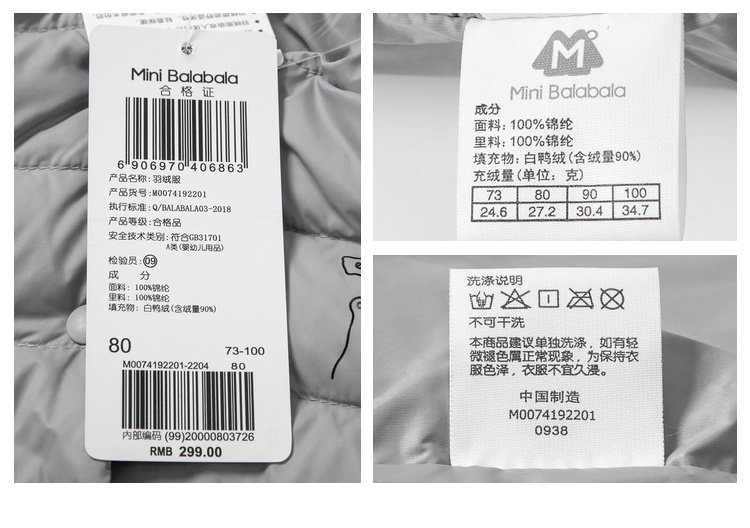 Mini Balabala
合格证
6 906970 406863
产品名称: 羽绒服
产品货号: M0074192201
执行标准: Q/BALABALA03-2018
产品等级: 合格品
安全技术类别: 符合GB31701
A类(婴幼儿用品)
检验员: 09
成 分
面料: 100%锦纶
里料: 100%锦纶
填充物: 白鸭绒(含绒量90%)
80 73-100
M0074192201-2204 80
内部编码 (99)20000803726
RMB 299.00
M
Mini Balabala
成分
面料: 100%锦纶
里料: 100%锦纶
填充物: 白鸭绒(含绒量90%)
充绒量(单位: 克)
73 80 90 100
24.6 27.2 30.4 34.7
洗涤说明
不可干洗
本商品建议单独洗涤, 如有轻
微褪色属正常现象, 为保持衣
服色泽, 衣服不宜久浸。
中国制造
M0074192201
0938